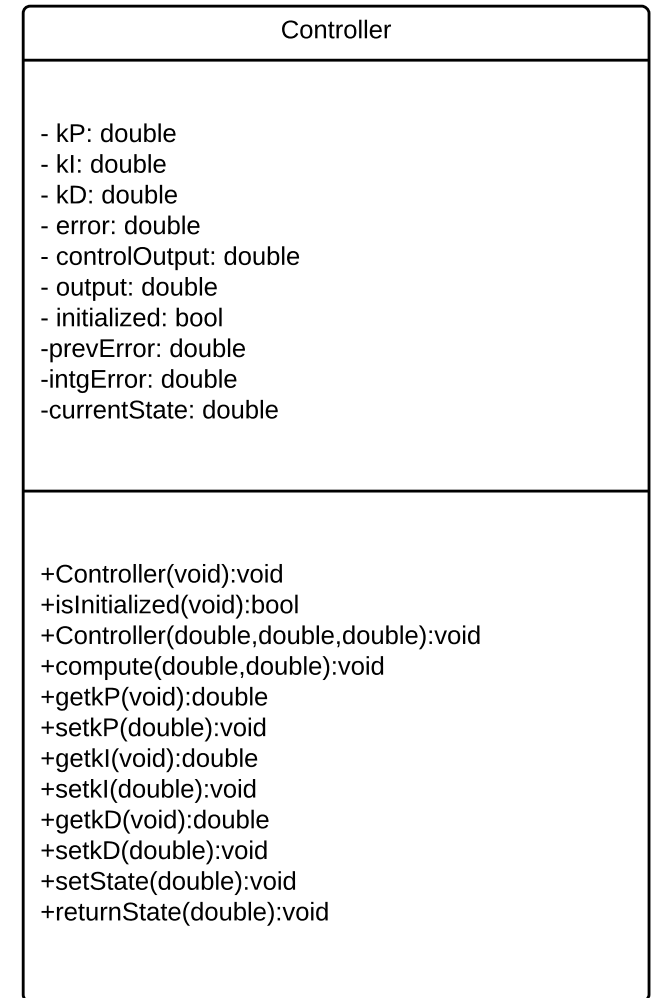 Controller
- kP: double
- kI: double
- kD: double
- error: double
- controlOutput: double
- output: double
- initialized: bool
-prevError: double
-intgError: double
-currentState: double
+Controller(void):void
+isInitialized(void):bool
+Controller(double,double,double):void
+compute(double,double):void
+getkP(void):double
+setkP(double):void
+getkI(void):double
+setkI(double):void
+getkD(void):double
+setkD(double):void
+setState(double):void
+returnState(double):void